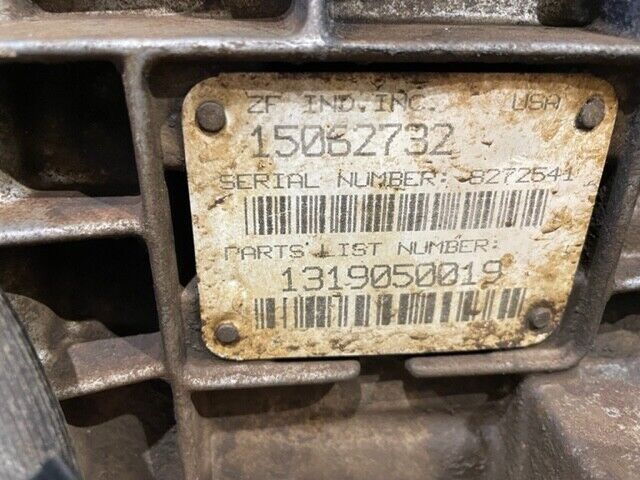 ZF IND.INC. USA
15062732
SERIAL NUMBER: 8272541
PARTS LIST NUMBER:
1319050019